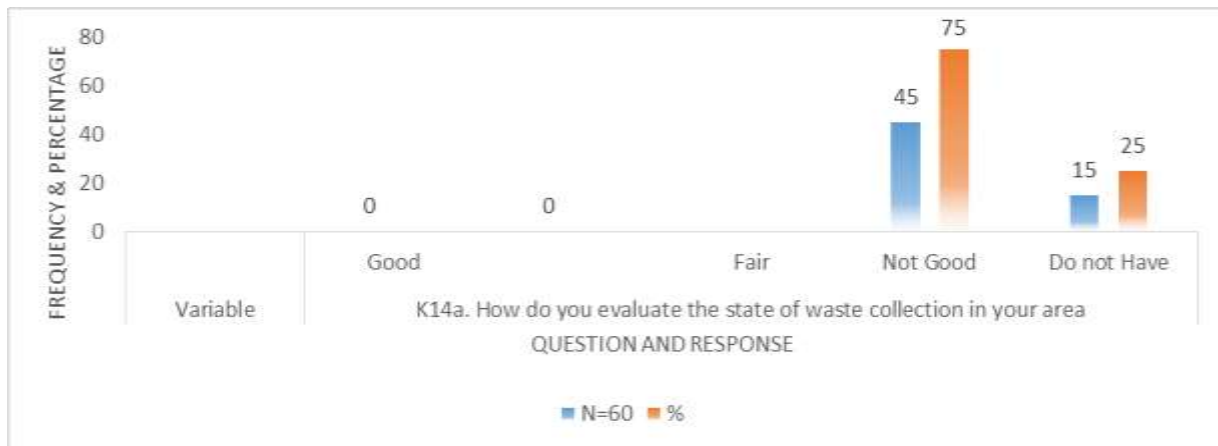 FREQUENCY & PERCENTAGE
80
60
40
20
0
0
0
45
75
15
25
Good
Fair
Not Good
Do not Have
Variable
K14a. How do you evaluate the state of waste collection in your area
QUESTION AND RESPONSE
N=60
%